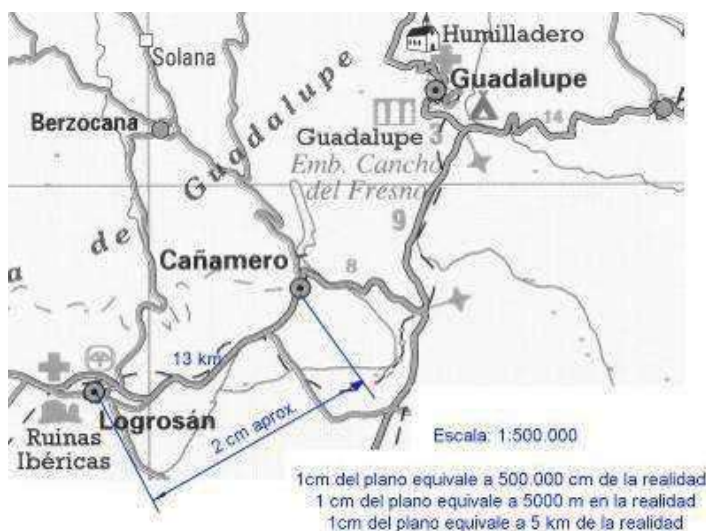 Humilladero
Solana
Guadalupe
Berzocana
14
Guadalupe
3
Emb. Cancho
del Fresno
a de Guadalupe
9
Cañamero
8
13 km
Logrosán
2 cm aprox.
Ruinas
Ibéricas
Escala: 1:500.000
1cm del plano equivale a 500.000 cm de la realidad
1 cm del plano equivale a 5000 m en la realidad
1cm del plano equivale a 5 km de la realidad